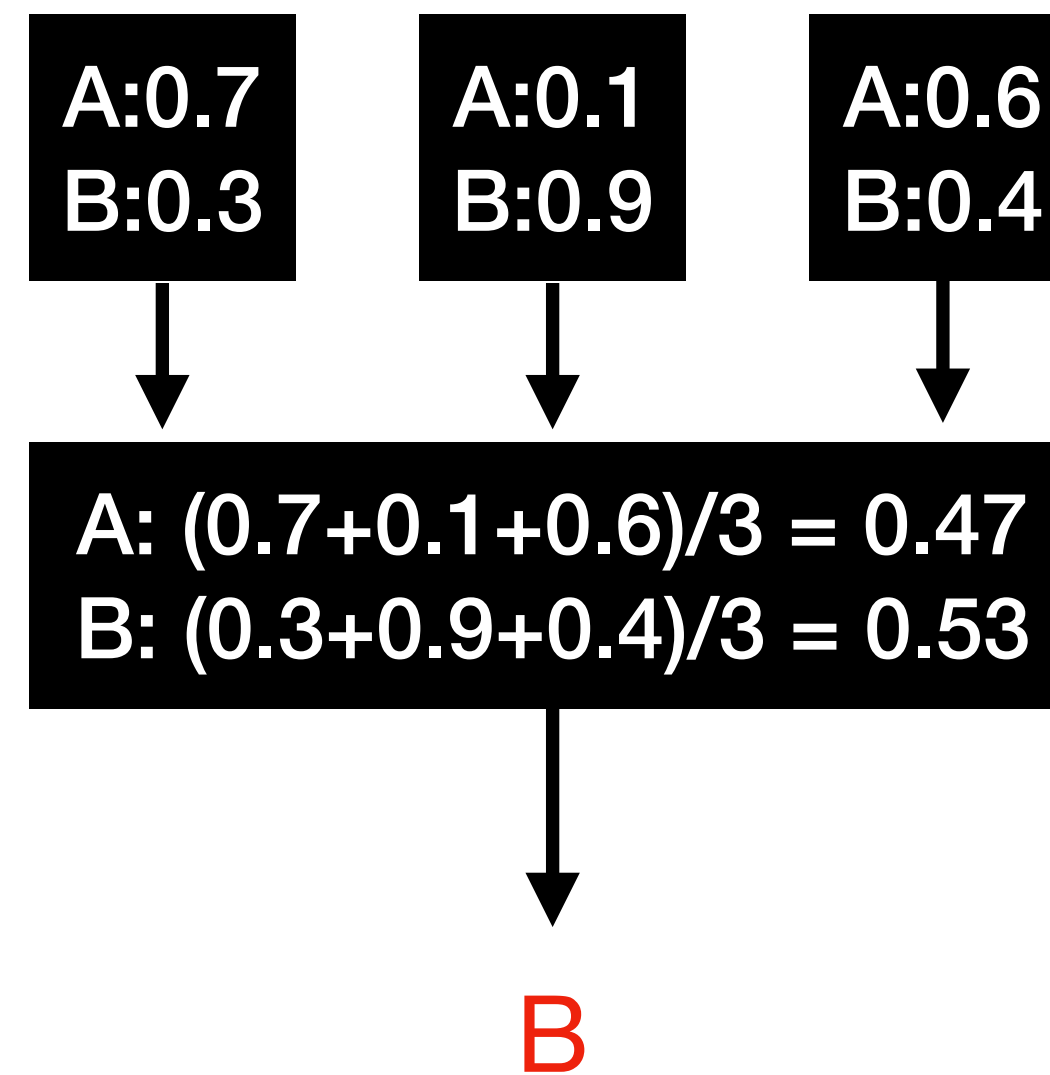 A:0.7
B:0.3
A:0.1
B:0.9
A:0.6
B:0.4
A: (0.7+0.1+0.6)/3 = 0.47
B: (0.3+0.9+0.4)/3 = 0.53
B